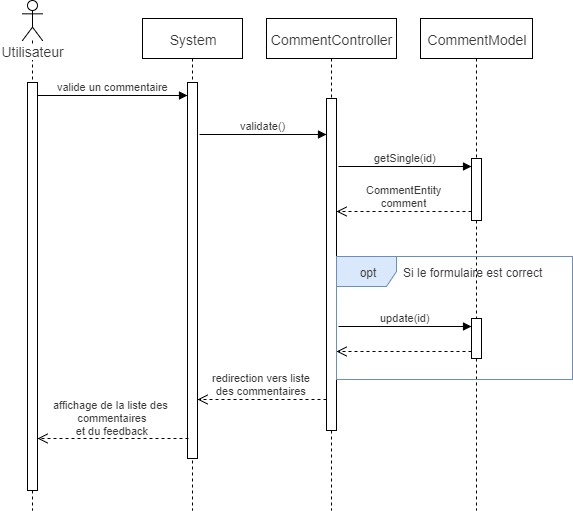 Utilisateur
System
CommentController
CommentModel
valide un commentaire
validate()
getSingle(id)
CommentEntity
comment
opt
Si le formulaire est correct
update(id)
redirection vers liste
des commentaires
affichage de la liste des
commentaires
et du feedback